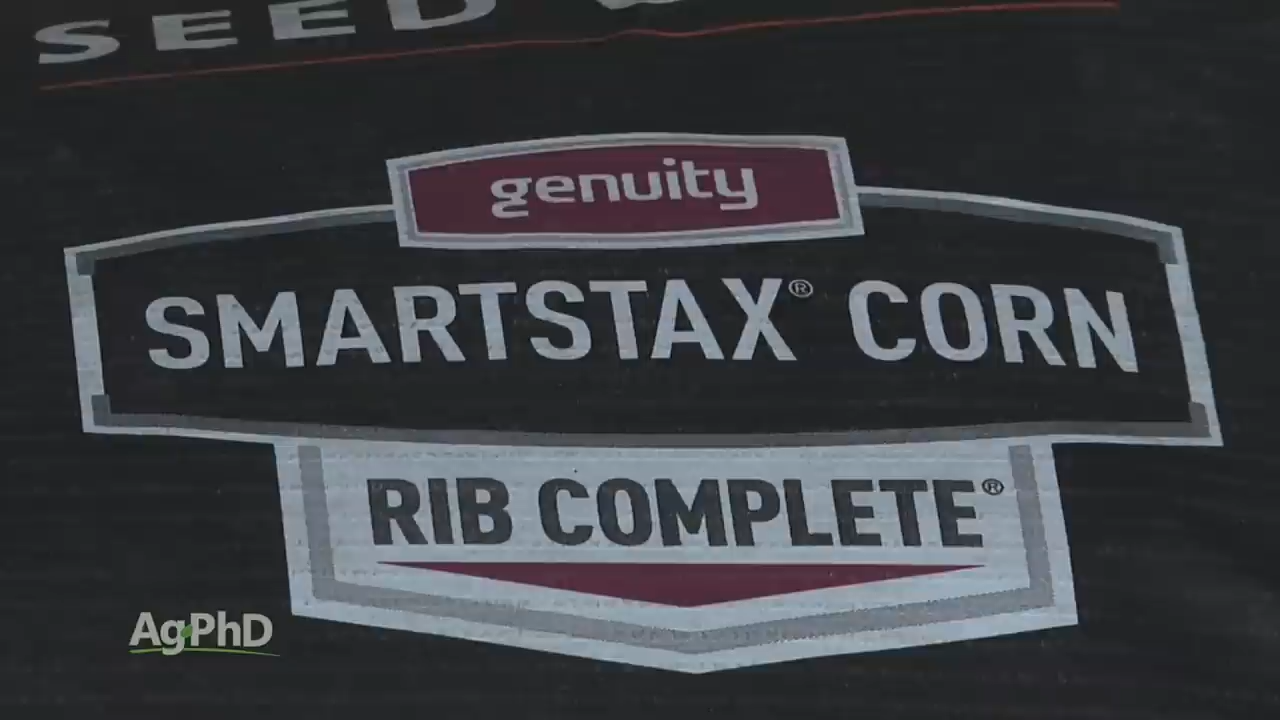 SEED
genuity
SMARTSTAX® CORN
RIB COMPLETE®
AgPhD